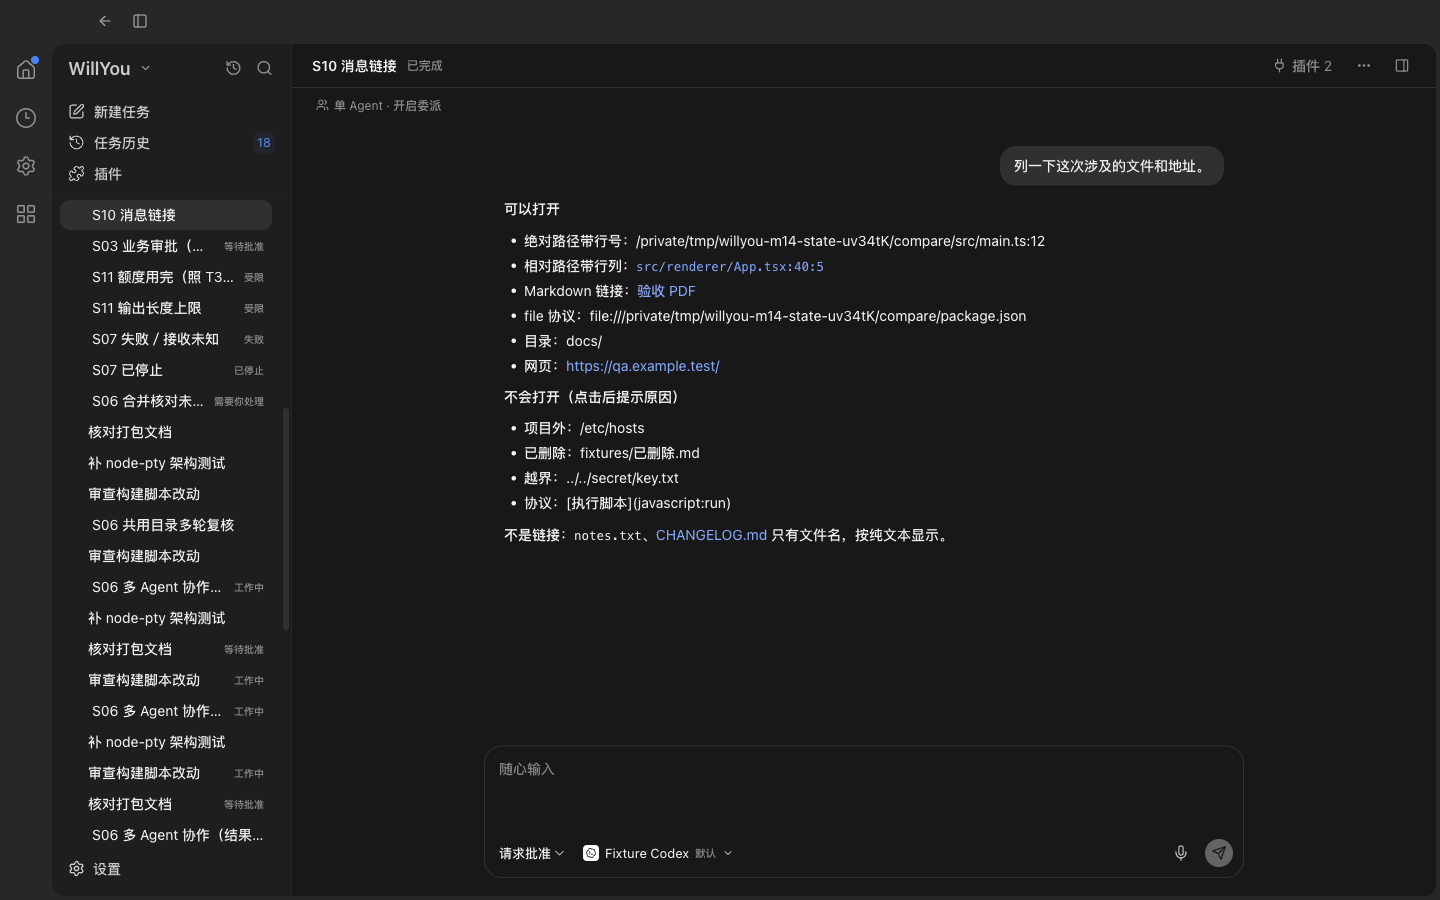 WillYou
新建任务
任务历史 18
插件
S10 消息链接
S03 业务审批（... 等待批准
S11 额度用完（照 T3... 受限
S11 输出长度上限 受限
S07 失败 / 接收未知 失败
S07 已停止 已停止
S06 合并核对未... 需要你处理
核对打包文档
补 node-pty 架构测试
审查构建脚本改动
S06 共用目录多轮复核
审查构建脚本改动
S06 多 Agent 协作... 工作中
补 node-pty 架构测试
核对打包文档 等待批准
审查构建脚本改动 工作中
S06 多 Agent 协作... 工作中
补 node-pty 架构测试
审查构建脚本改动 工作中
核对打包文档 等待批准
S06 多 Agent 协作（结果...
设置
S10 消息链接 已完成
插件 2
单 Agent · 开启委派
列一下这次涉及的文件和地址。
可以打开
• 绝对路径带行号：/private/tmp/willyou-m14-state-uv34tK/compare/src/main.ts:12
• 相对路径带行列：src/renderer/App.tsx:40:5
• Markdown 链接：验收 PDF
• file 协议：file:///private/tmp/willyou-m14-state-uv34tK/compare/package.json
• 目录：docs/
• 网页：https://qa.example.test/
不会打开（点击后提示原因）
• 项目外：/etc/hosts
• 已删除：fixtures/已删除.md
• 越界：../../secret/key.txt
• 协议：[执行脚本](javascript:run)
不是链接：notes.txt、CHANGELOG.md 只有文件名，按纯文本显示。
随心输入
请求批准
Fixture Codex 默认